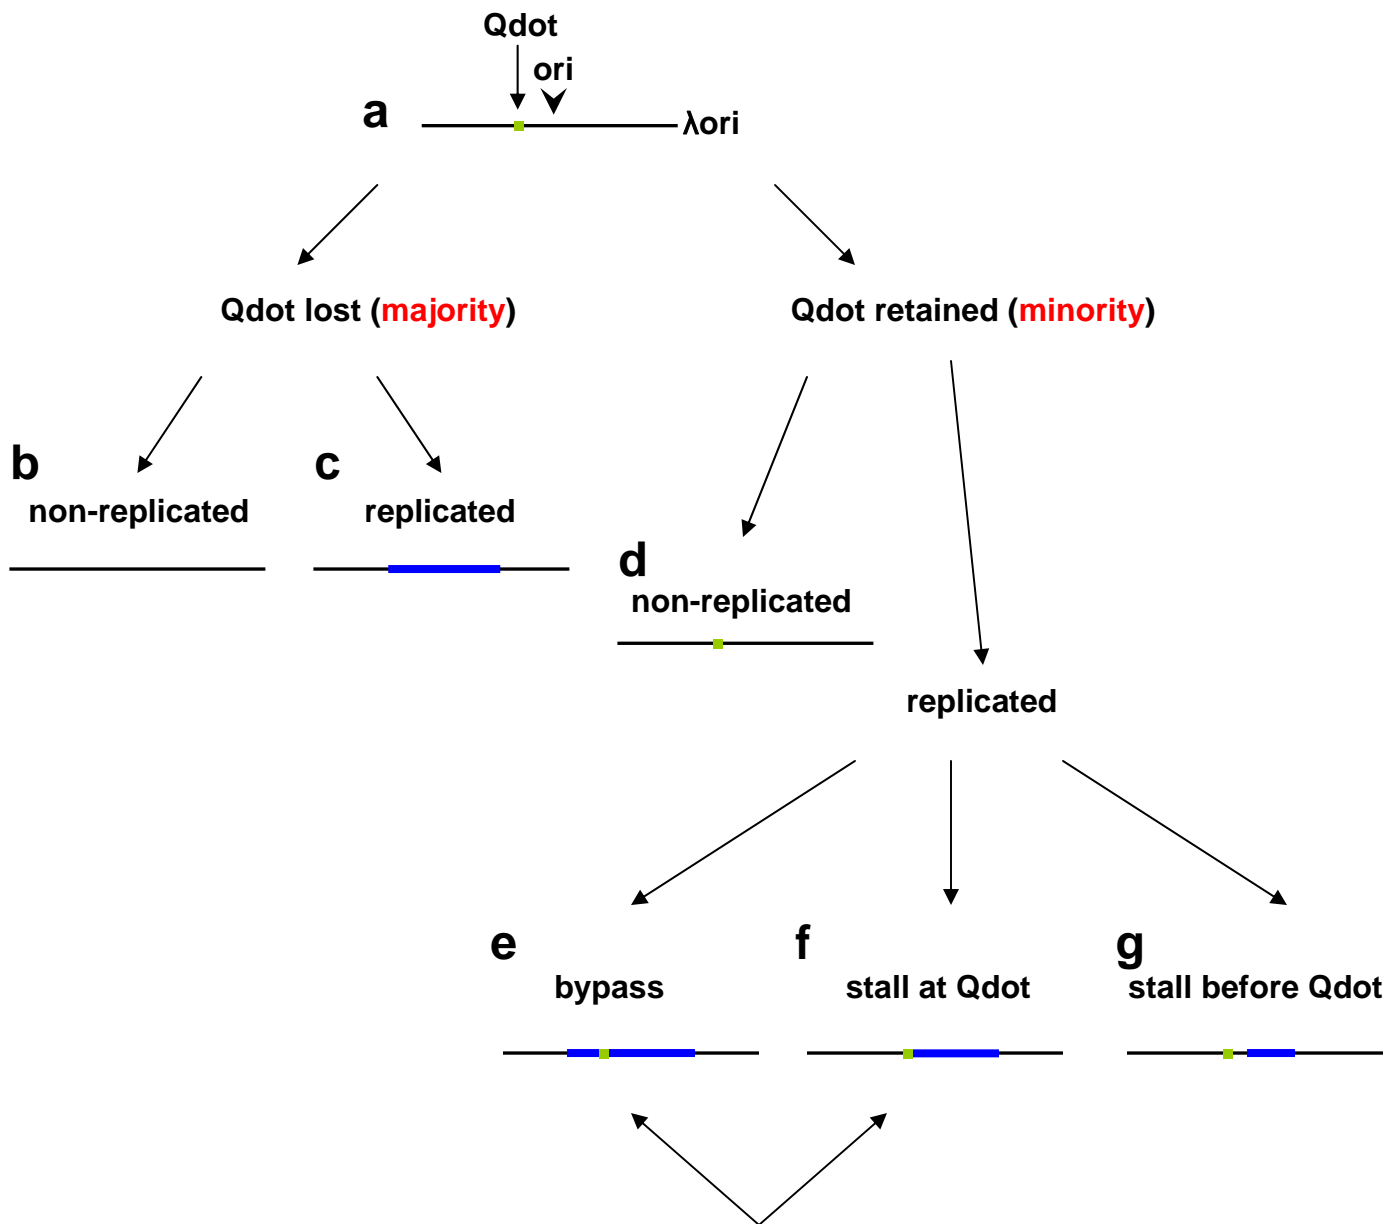 Qdot
ori
a
λori
Qdot lost (majority)
Qdot retained (minority)
b
c
non-replicated
replicated
d
non-replicated
replicated
e
f
g
bypass
stall at Qdot
stall before Qdot